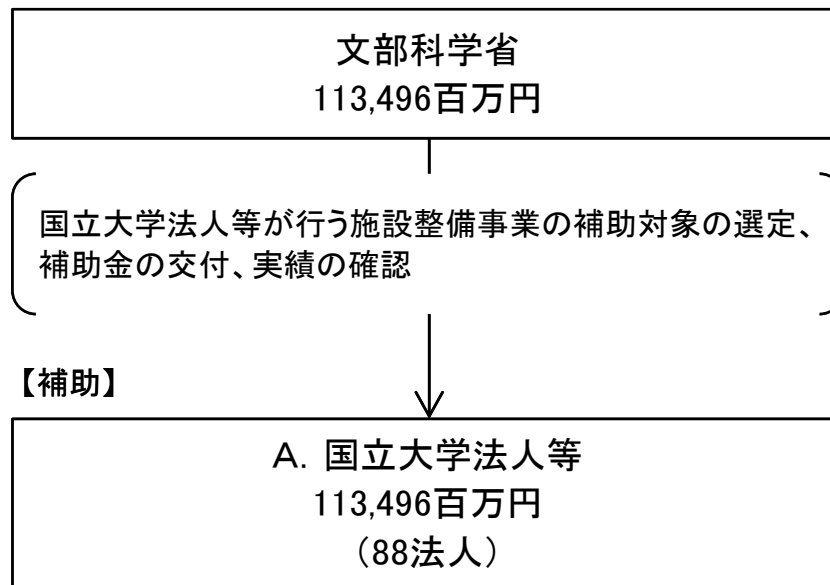 文部科学省
113,496百万円
国立大学法人等が行う施設整備事業の補助対象の選定、
補助金の交付、実績の確認
【補助】
A. 国立大学法人等
113,496百万円
（88法人）